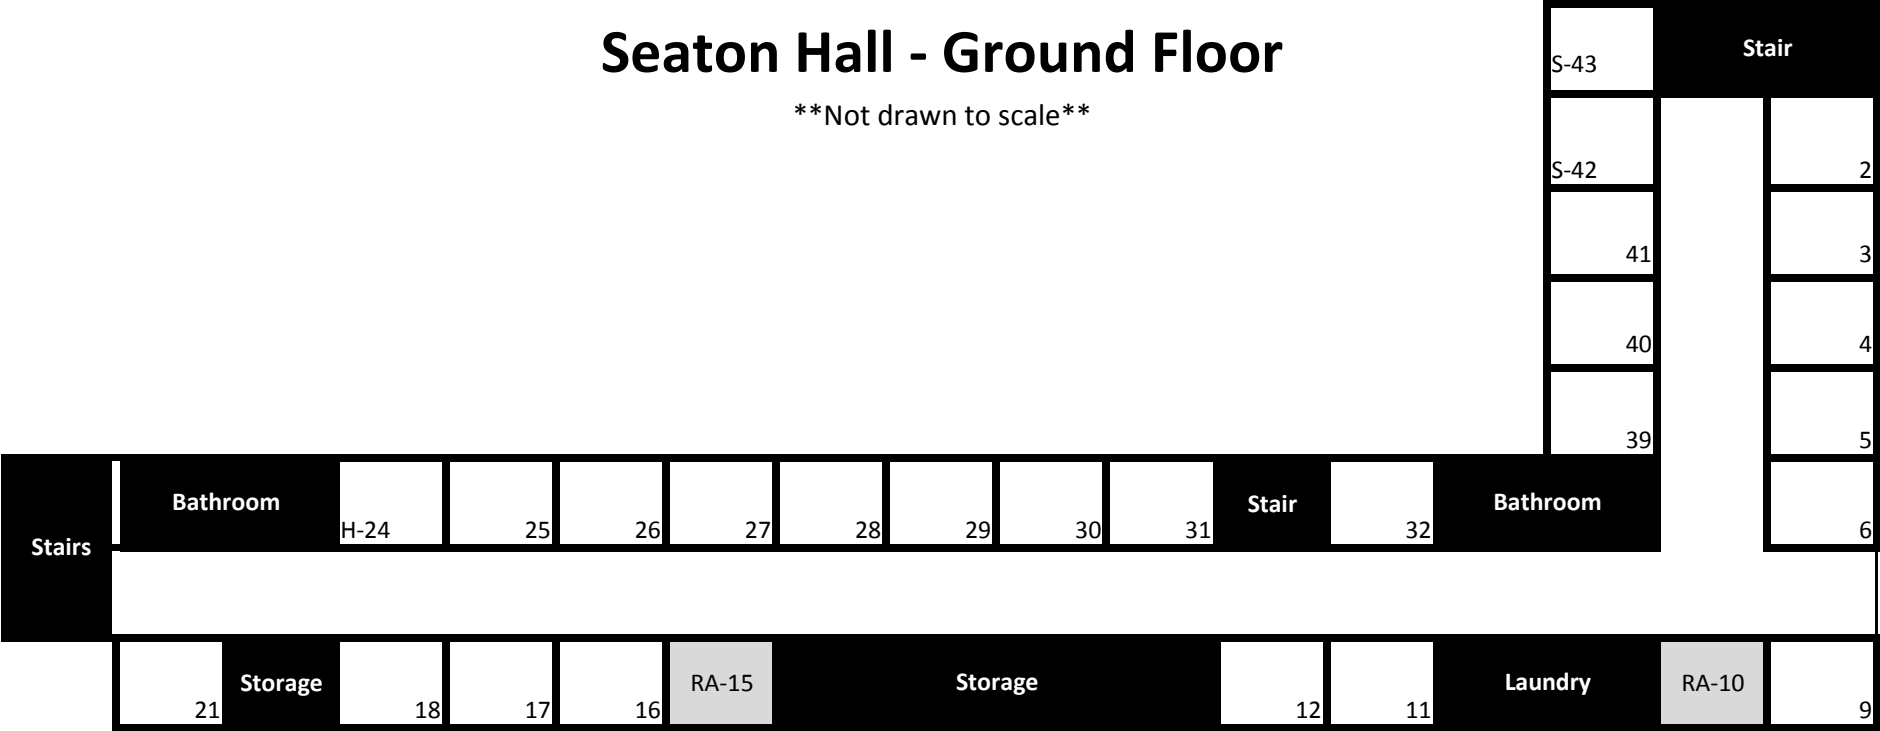 Seaton Hall - Ground Floor
**Not drawn to scale**
S-43
Stair
S-42
2
41
3
40
4
39
5
Stairs
Bathroom
H-24
25
26
27
28
29
30
31
Stair
32
Bathroom
6
21
Storage
18
17
16
RA-15
Storage
12
11
Laundry
RA-10
9